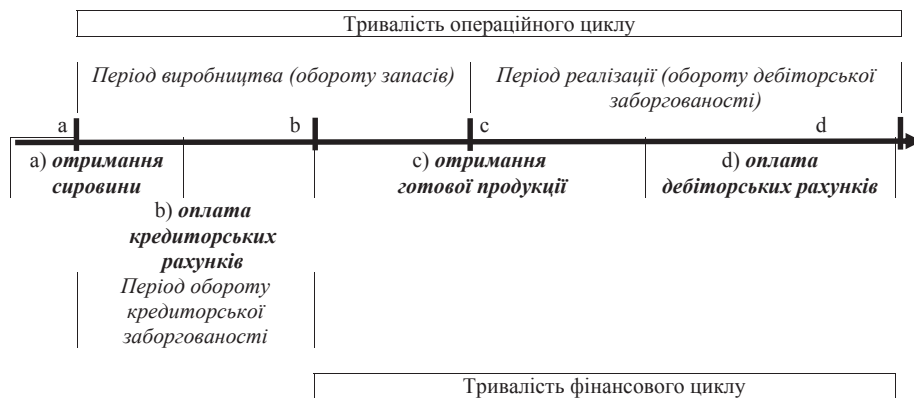 Тривалість операційного циклу
Період виробництва (обороту запасів)
Період реалізації (обороту дебіторської
заборгованості)
a
b
c
d
a) отримання
сировини
c) отримання
готової продукції
d) оплата
дебіторських рахунків
b) оплата
кредиторських
рахунків
Період обороту
кредиторської
заборгованості
Тривалість фінансового циклу